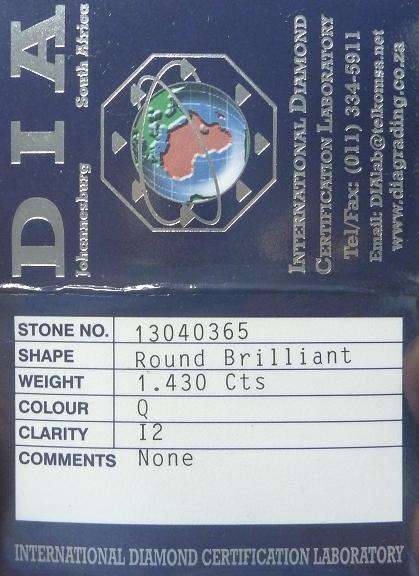 DIA
Johannesburg South Africa
INTERNATIONAL DIAMOND
CERTIFICATION LABORATORY
Tel/Fax: (011) 334-5911
Email: DIAlab@telkomsa.net
www.diagrading.co.za
STONE NO. 13040365
SHAPE Round Brilliant
WEIGHT 1.430 Cts
COLOUR Q
CLARITY I2
COMMENTS None
INTERNATIONAL DIAMOND CERTIFICATION LABORATORY